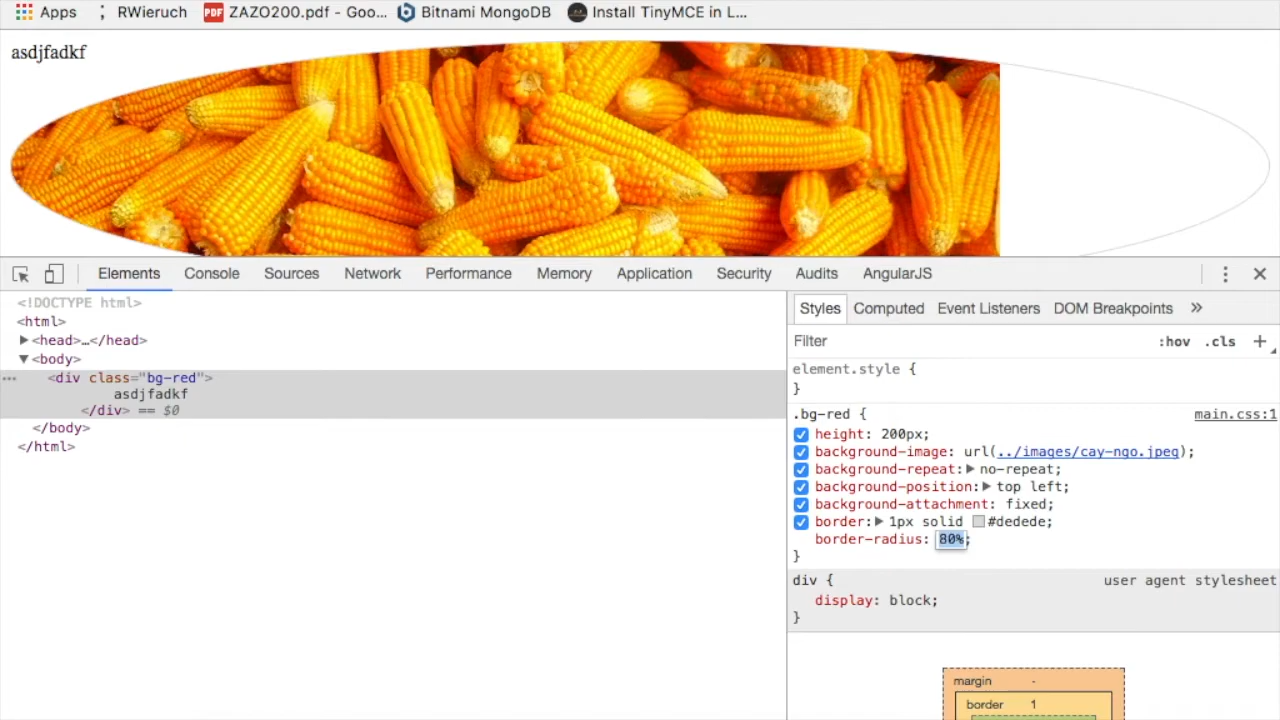 Apps RWieruch PDF ZAZO200.pdf - Goo... Bitnami MongoDB Install TinyMCE in L...
asdjfadkf
Elements Console Sources Network Performance Memory Application Security Audits AngularJS
<!DOCTYPE html>
<html>
▶<head>…</head>
▼<body>
… <div class="bg-red">
asdjfadkf
</div> == $0
</body>
</html>
Styles Computed Event Listeners DOM Breakpoints »
Filter :hov .cls +
element.style {
}
.bg-red { main.css:1
height: 200px;
background-image: url(../images/cay-ngo.jpeg);
background-repeat:▶ no-repeat;
background-position:▶ top left;
background-attachment: fixed;
border:▶ 1px solid #dedede;
border-radius: 80%;
}
div { user agent stylesheet
display: block;
}
margin -
border 1